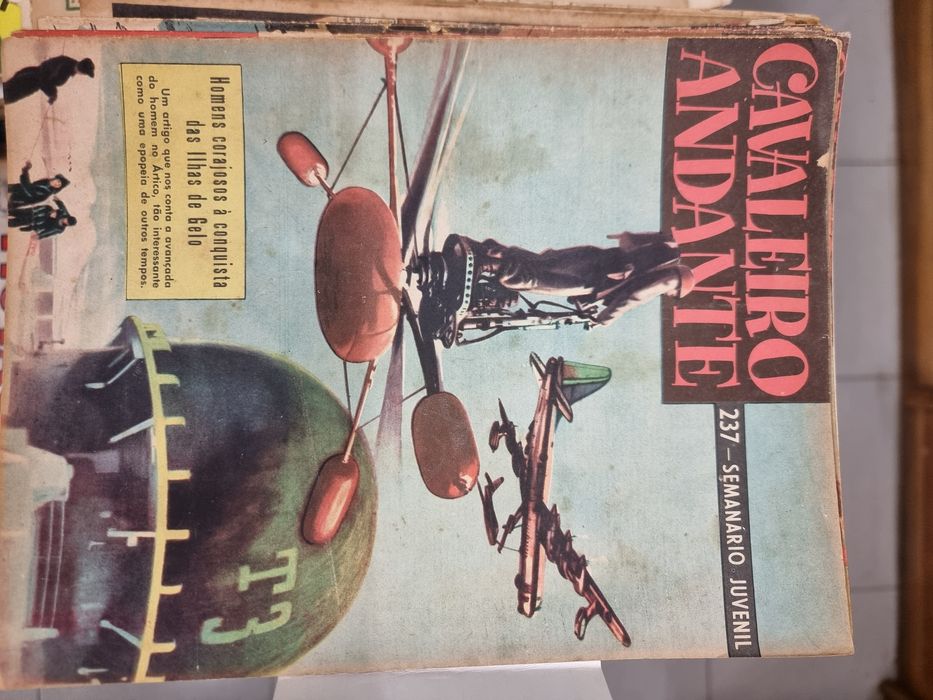 CAVALEIRO
ANDANTE
237 – SEMANÁRIO · JUVENIL
Homens corajosos à conquista
das Ilhas de Gelo
Um artigo que nos conta a avançada
do homem no Ártico, tão interessante
como uma epopeia de outros tempos.
T3